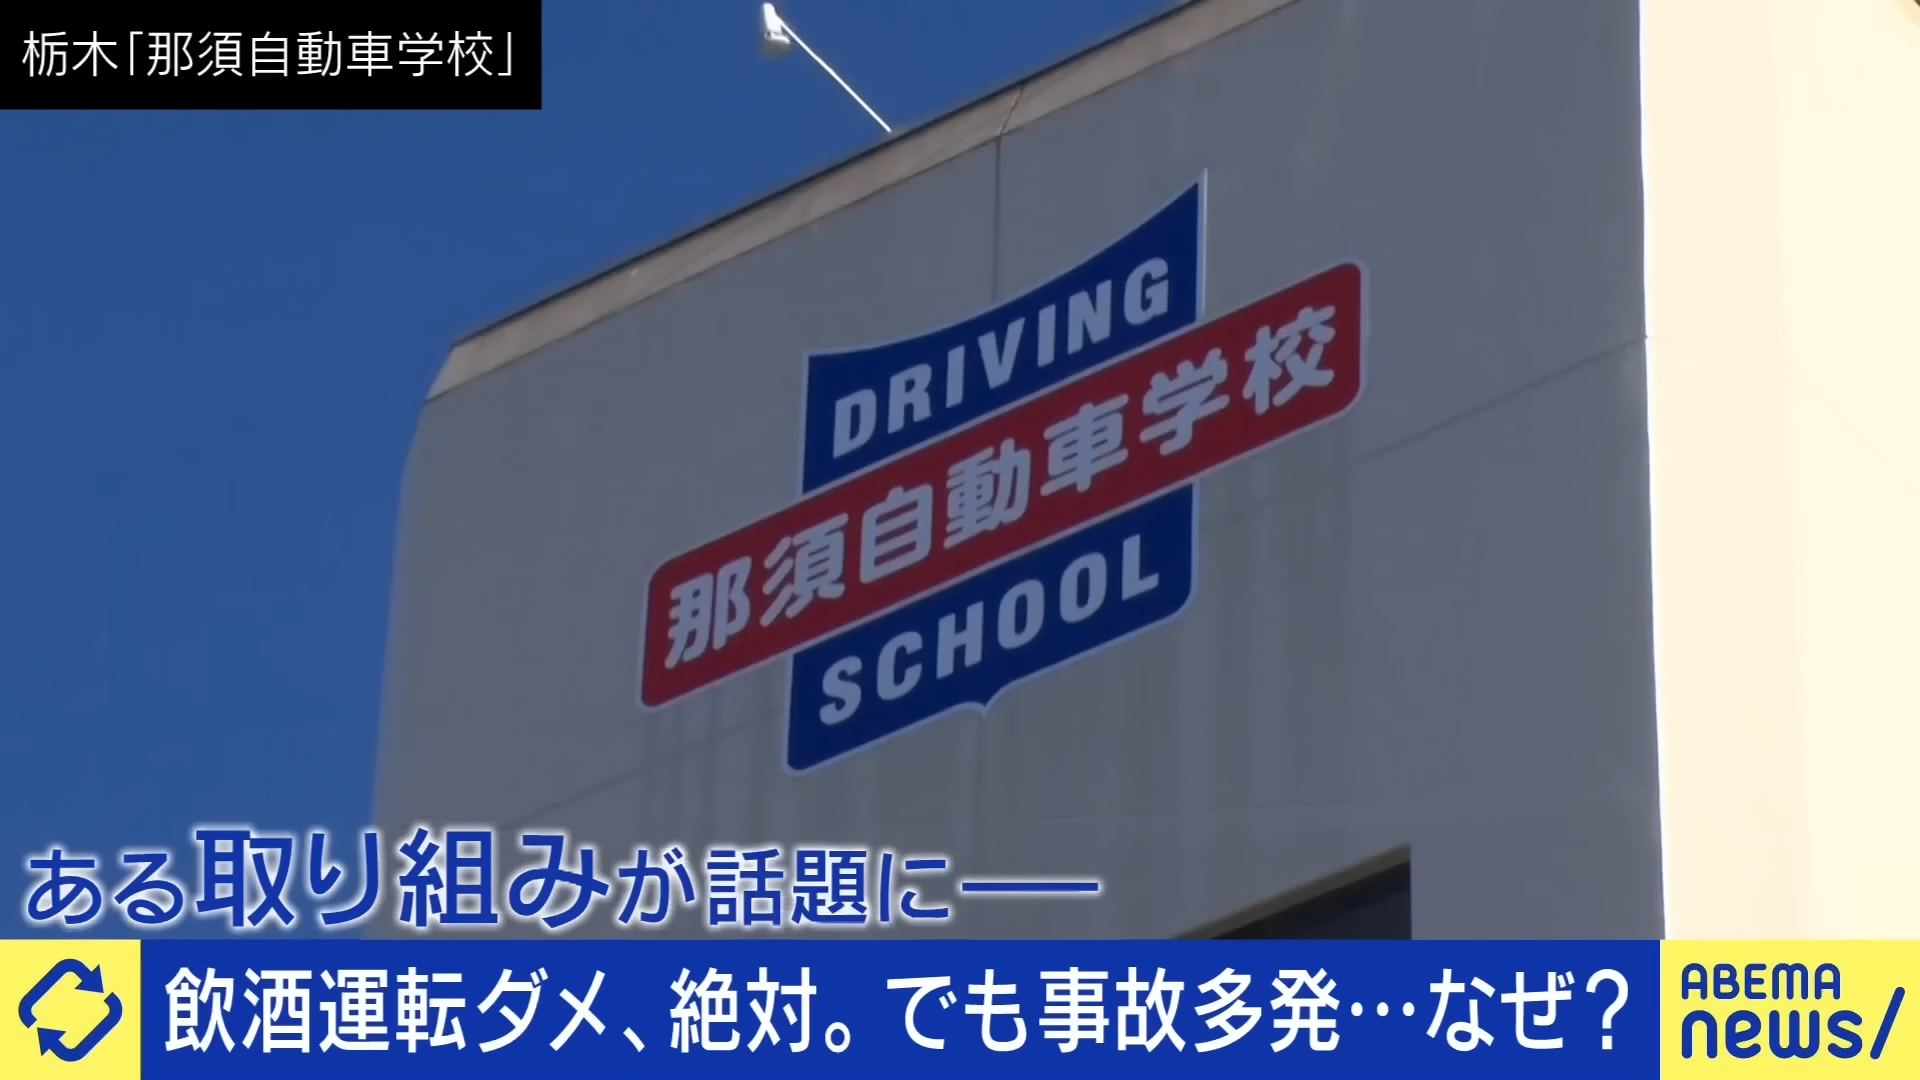 栃木「那須自動車学校」
DRIVING
那須自動車学校
SCHOOL
ある取り組みが話題に──
飲酒運転ダメ、絶対。でも事故多発…なぜ？
ABEMA
news/